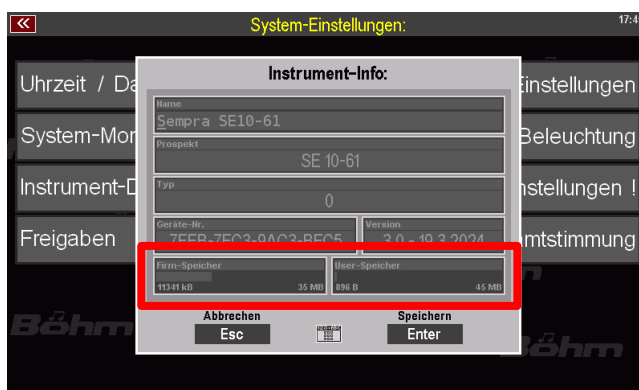 System-Einstellungen:
17:4
Uhrzeit / Da
System-Mor
Instrument-D
Freigaben
Einstellungen
Beleuchtung
nstellungen !
mtstimmung
Instrument-Info:
Name
Sempra SE10-61
Prospekt
SE 10-61
Typ
0
Geräte-Nr.
Version
3.0 - 19.3.2024
Firm-Speicher
11341 kB
35 MB
User-Speicher
896 B
45 MB
Abbrechen
Esc
Speichern
Enter
Böhm
Böhm